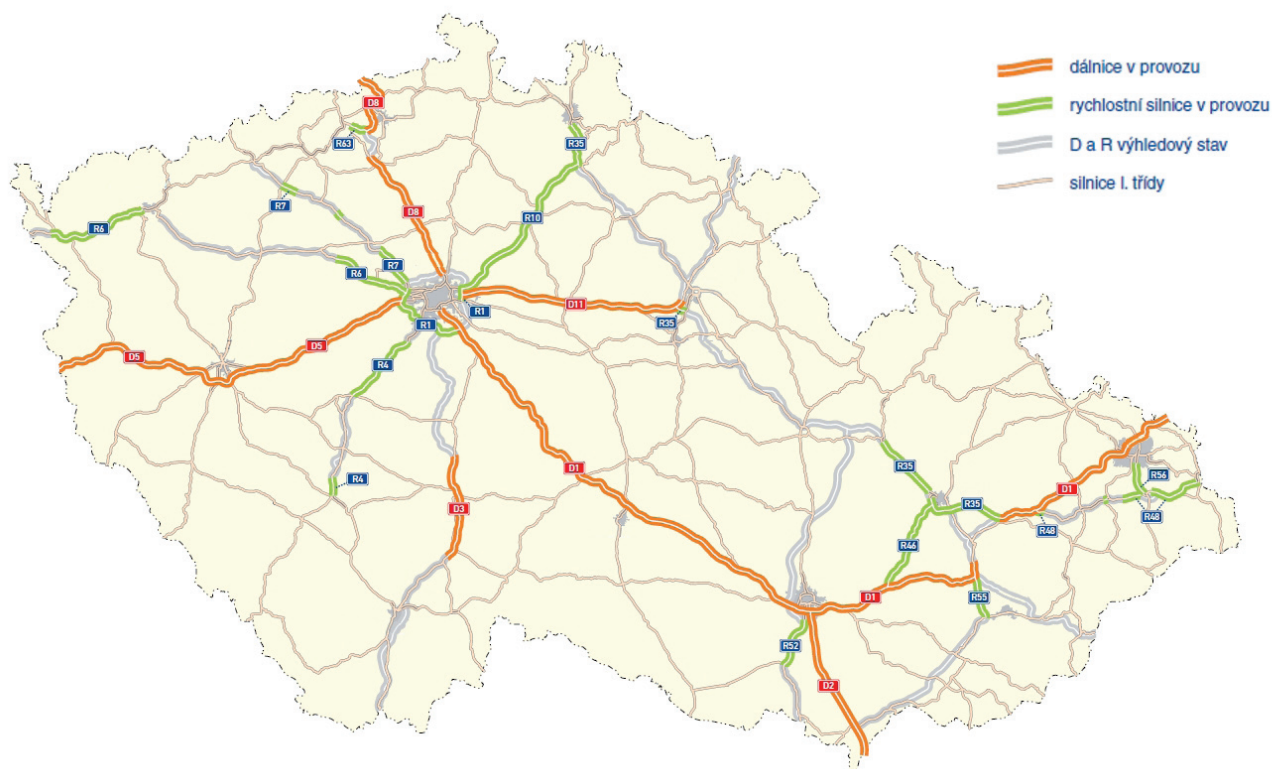 dálnice v provozu
rychlostní silnice v provozu
D a R výhledový stav
silnice I. třídy
D8
R63
R35
R7
D8
R10
R6
R7
R6
D11
R1
R35
R1
D5
D5
R4
R4
D1
D3
R35
R35
D1
R56
R48
R48
R46
D1
R55
R52
D2